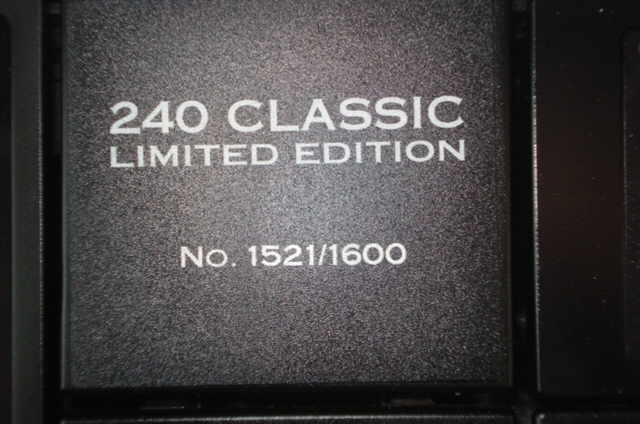 240 CLASSIC
LIMITED EDITION
No. 1521/1600